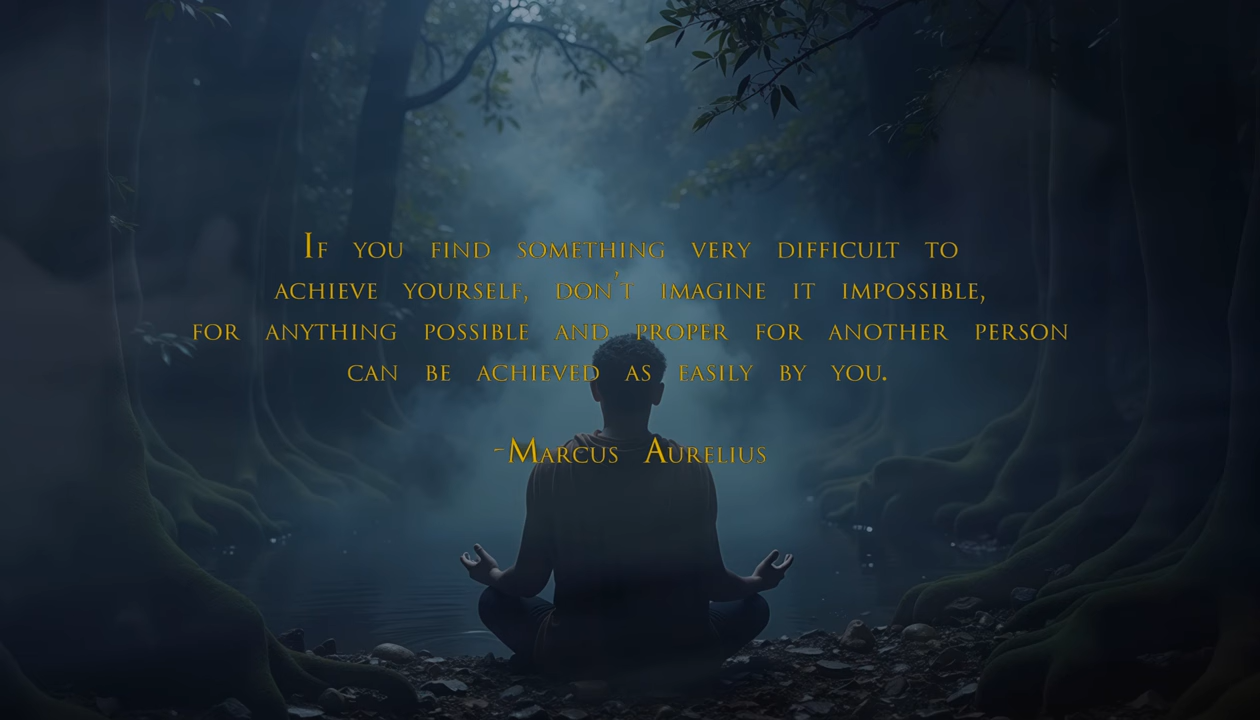 If you find something very difficult to
achieve yourself, don't imagine it impossible,
for anything possible and proper for another person
can be achieved as easily by you.
-Marcus Aurelius